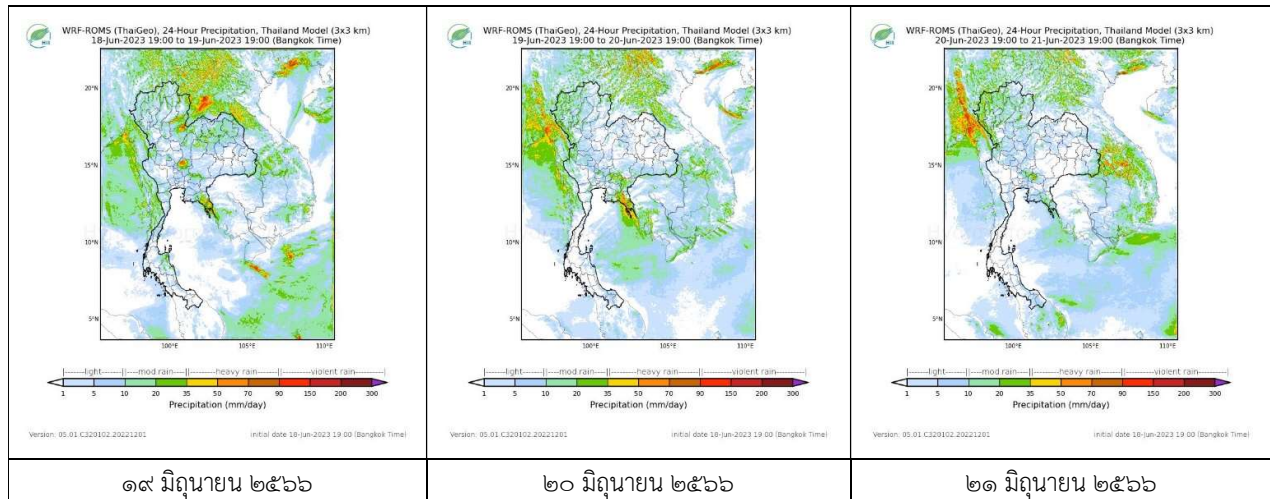 WRF-ROMS (ThaiGeo), 24-Hour Precipitation, Thailand Model (3x3 km)
18-Jun-2023 19:00 to 19-Jun-2023 19:00 (Bangkok Time)
20°N
15°N
10°N
5°N
100°E
105°E
110°E
|--------light--------||----mod rain-----||---------heavy rain---------||---------violent rain---------
1 5 10 20 35 50 70 90 150 200 300
Precipitation (mm/day)
Version: 05.01.C320102.20221201
initial date 18-Jun-2023 19:00 (Bangkok Time)
๑๙ มิถุนายน ๒๕๖๖
WRF-ROMS (ThaiGeo), 24-Hour Precipitation, Thailand Model (3x3 km)
19-Jun-2023 19:00 to 20-Jun-2023 19:00 (Bangkok Time)
20°N
15°N
10°N
5°N
100°E
105°E
110°E
|--------light--------||----mod rain-----||---------heavy rain---------||---------violent rain---------
1 5 10 20 35 50 70 90 150 200 300
Precipitation (mm/day)
Version: 05.01.C320102.20221201
initial date 18-Jun-2023 19:00 (Bangkok Time)
๒๐ มิถุนายน ๒๕๖๖
WRF-ROMS (ThaiGeo), 24-Hour Precipitation, Thailand Model (3x3 km)
20-Jun-2023 19:00 to 21-Jun-2023 19:00 (Bangkok Time)
20°N
15°N
10°N
5°N
100°E
105°E
110°E
|--------light--------||----mod rain-----||---------heavy rain---------||---------violent rain---------
1 5 10 20 35 50 70 90 150 200 300
Precipitation (mm/day)
Version: 05.01.C320102.20221201
initial date 18-Jun-2023 19:00 (Bangkok Time)
๒๑ มิถุนายน ๒๕๖๖